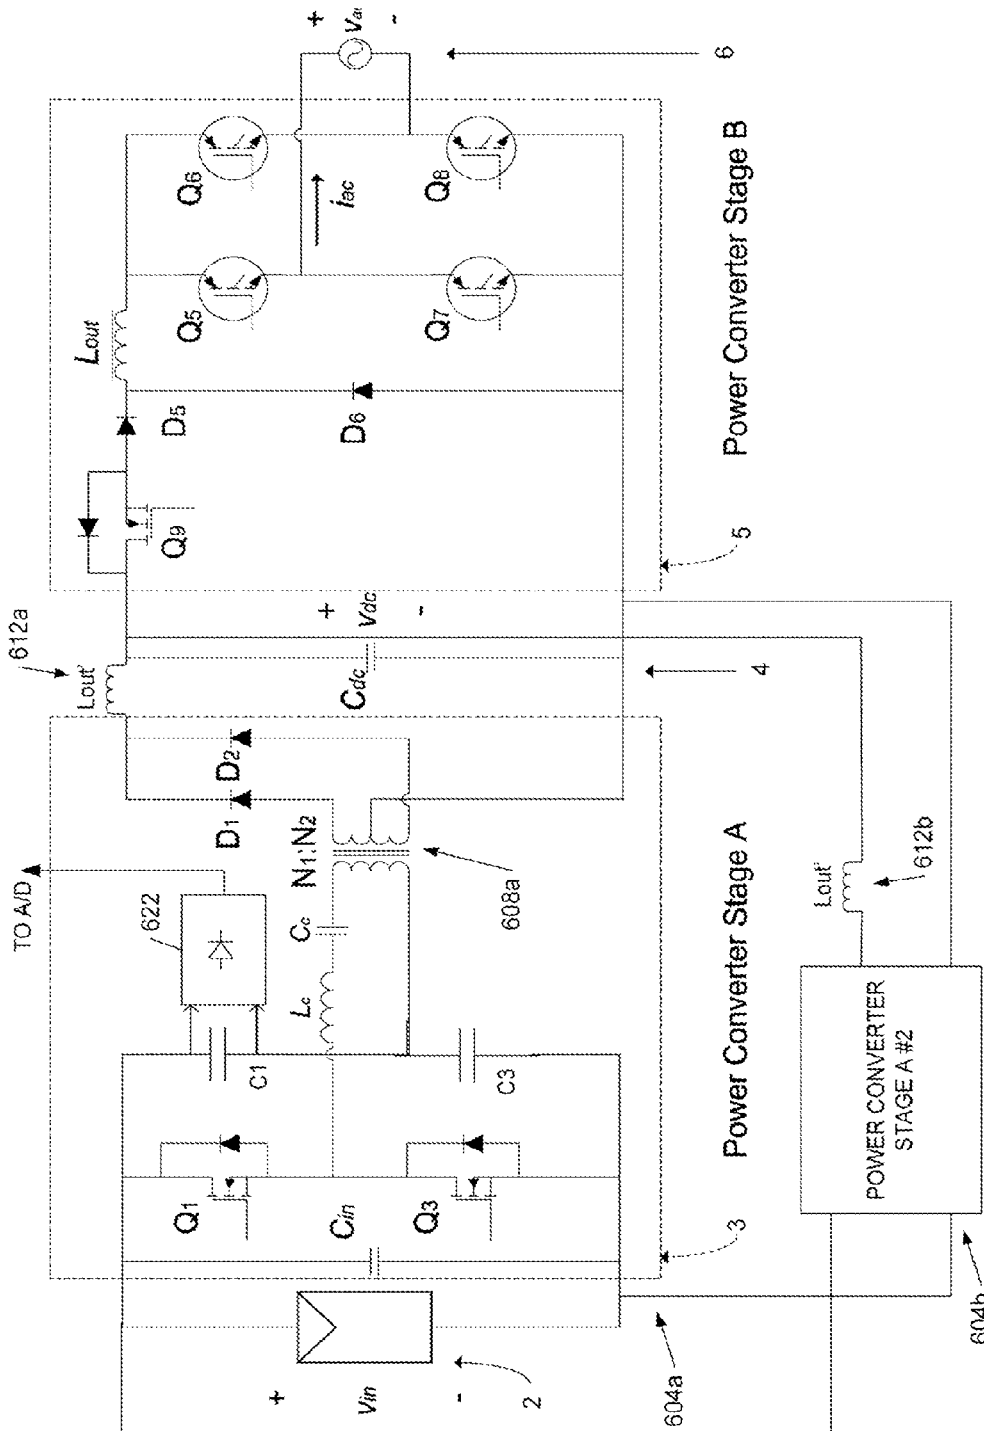 TO A/D
622
612a
Lout'
Lout
Q9
D5
D6
Q5
Q6
Q7
Q8
iac
+
Vac
-
6
C1
C3
Lc
Cc
N1:N2
608a
D1
D2
Cdc
+
Vdc
-
4
5
Power Converter Stage B
+
Vin
-
2
Cin
Q1
Q3
3
Power Converter Stage A
604a
POWER CONVERTER
STAGE A #2
604b
Lout'
612b